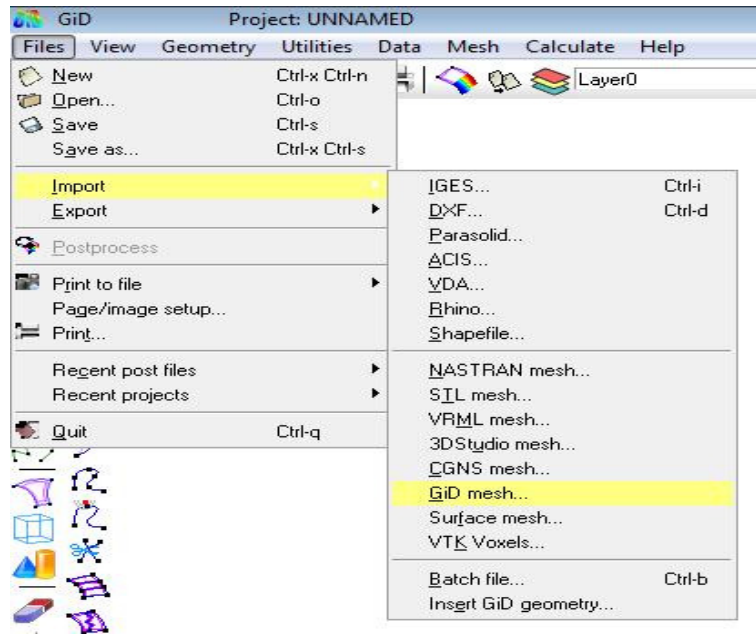 GiD Project: UNNAMED
Files View Geometry Utilities Data Mesh Calculate Help
New Ctrl-x Ctrl-n
Open... Ctrl-o
Save Ctrl-s
Save as... Ctrl-x Ctrl-s
Layer0
Import
Export
Postprocess
Print to file
Page/image setup...
Print...
Recent post files
Recent projects
Quit Ctrl-q
IGES... Ctrl-i
DXF... Ctrl-d
Parasolid...
ACIS...
VDA...
Rhino...
Shapefile...
NASTRAN mesh...
STL mesh...
VRML mesh...
3DStudio mesh...
CGNS mesh...
GiD mesh...
Surface mesh...
VTK Voxels...
Batch file... Ctrl-b
Insert GiD geometry...